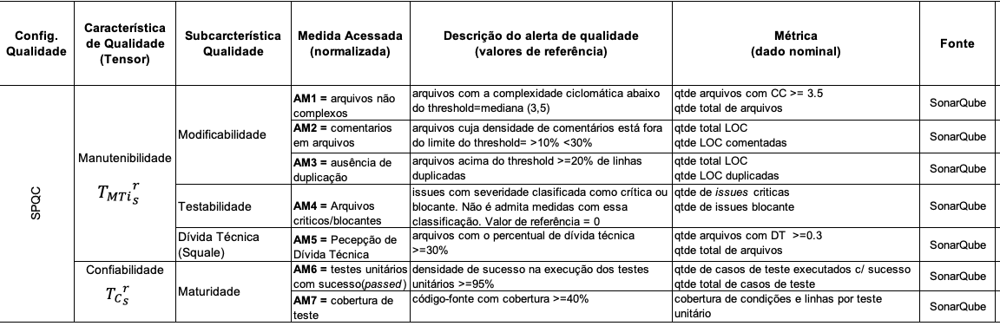 Config.
Qualidade
Característica
de Qualidade
(Tensor)
Subcarcterística
Qualidade
Medida Acessada
(normalizada)
Descrição do alerta de qualidade
(valores de referência)
Métrica
(dado nominal)
Fonte
SPQC
Manutenibilidade
T_MTi_s^r
Modificabilidade
AM1 = arquivos não
complexos
arquivos com a complexidade ciclomática abaixo
do threshold=mediana (3,5)
qtde arquivos com CC >= 3.5
qtde total de arquivos
SonarQube
AM2 = comentarios
em arquivos
arquivos cuja densidade de comentários está fora
do limite do threshold= >10% <30%
qtde total LOC
qtde LOC comentadas
SonarQube
AM3 = ausência de
duplicação
arquivos acima do threshold >=20% de linhas
duplicadas
qtde total LOC
qtde LOC duplicadas
SonarQube
Testabilidade
AM4 = Arquivos
criticos/blocantes
issues com severidade clasificada como crítica ou
blocante. Não é admita medidas com essa
classificação. Valor de referência = 0
qtde de issues criticas
qtde de issues blocante
SonarQube
Dívida Técnica
(Squale)
AM5 = Pecepção de
Dívida Técnica
arquivos com o percentual de dívida técnica
>=30%
qtde arquivos com DT >=0.3
qtde total de arquivos
SonarQube
Confiabilidade
T_C_s^r
Maturidade
AM6 = testes unitários
com sucesso(passed)
densidade de sucesso na execução dos testes
unitários >=95%
qtde de casos de teste executados c/ sucesso
qtde total de casos de teste
SonarQube
AM7 = cobertura de
teste
código-fonte com cobertura >=40%
cobertura de condições e linhas por teste
unitário
SonarQube